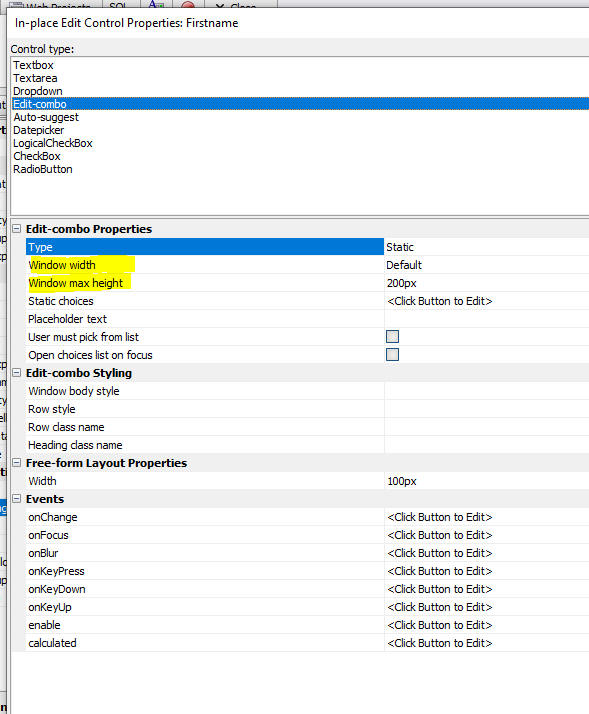 Web Projects SQL Close
In-place Edit Control Properties: Firstname
Control type:
Textbox
Textarea
Dropdown
Edit-combo
Auto-suggest
Datepicker
LogicalCheckBox
CheckBox
RadioButton
Edit-combo Properties
Type Static
Window width Default
Window max height 200px
Static choices <Click Button to Edit>
Placeholder text
User must pick from list
Open choices list on focus
Edit-combo Styling
Window body style
Row style
Row class name
Heading class name
Free-form Layout Properties
Width 100px
Events
onChange <Click Button to Edit>
onFocus <Click Button to Edit>
onBlur <Click Button to Edit>
onKeyPress <Click Button to Edit>
onKeyDown <Click Button to Edit>
onKeyUp <Click Button to Edit>
enable <Click Button to Edit>
calculated <Click Button to Edit>